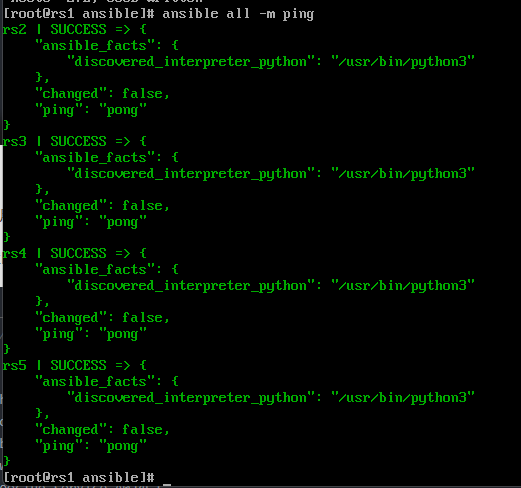 [root@rs1 ansible]# ansible all -m ping
rs2 | SUCCESS => {
    "ansible_facts": {
        "discovered_interpreter_python": "/usr/bin/python3"
    },
    "changed": false,
    "ping": "pong"
}
rs3 | SUCCESS => {
    "ansible_facts": {
        "discovered_interpreter_python": "/usr/bin/python3"
    },
    "changed": false,
    "ping": "pong"
}
rs4 | SUCCESS => {
    "ansible_facts": {
        "discovered_interpreter_python": "/usr/bin/python3"
    },
    "changed": false,
    "ping": "pong"
}
rs5 | SUCCESS => {
    "ansible_facts": {
        "discovered_interpreter_python": "/usr/bin/python3"
    },
    "changed": false,
    "ping": "pong"
}
[root@rs1 ansible]# _